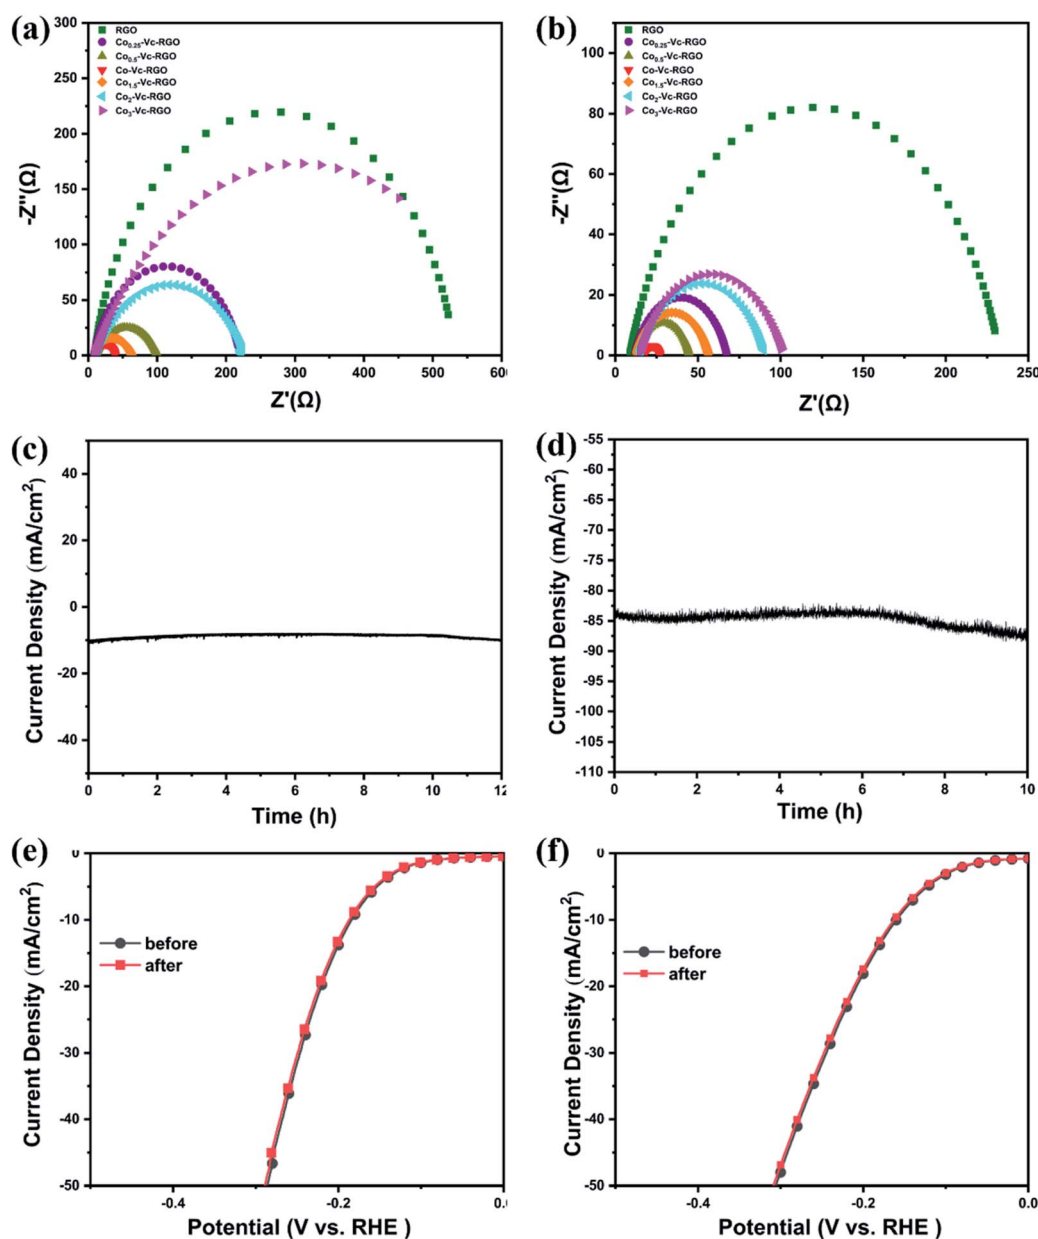 (a)
300
250
200
150
100
50
0
-Z''(Ω)
RGO
Co0.25-Vc-RGO
Co0.5-Vc-RGO
Co-Vc-RGO
Co1.5-Vc-RGO
Co2-Vc-RGO
Co3-Vc-RGO
0 100 200 300 400 500 60
Z'(Ω)
(b)
100
80
60
40
20
0
-Z''(Ω)
RGO
Co0.25-Vc-RGO
Co0.5-Vc-RGO
Co-Vc-RGO
Co1.5-Vc-RGO
Co2-Vc-RGO
Co3-Vc-RGO
0 50 100 150 200 250
Z'(Ω)
(c)
40
20
0
-20
-40
Current Density (mA/cm2)
0 2 4 6 8 10 12
Time (h)
(d)
-55
-60
-65
-70
-75
-80
-85
-90
-95
-100
-105
-110
Current Density (mA/cm2)
0 2 4 6 8 10
Time (h)
(e)
0
-10
-20
-30
-40
-50
Current Density (mA/cm2)
before
after
-0.4 -0.2 0.0
Potential (V vs. RHE )
(f)
0
-10
-20
-30
-40
-50
Current Density (mA/cm2)
before
after
-0.4 -0.2 0.0
Potential (V vs. RHE )